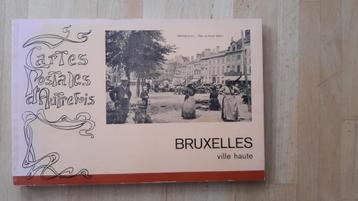 Cartes
Postales
d'Autrefois
BRUXELLES
ville haute